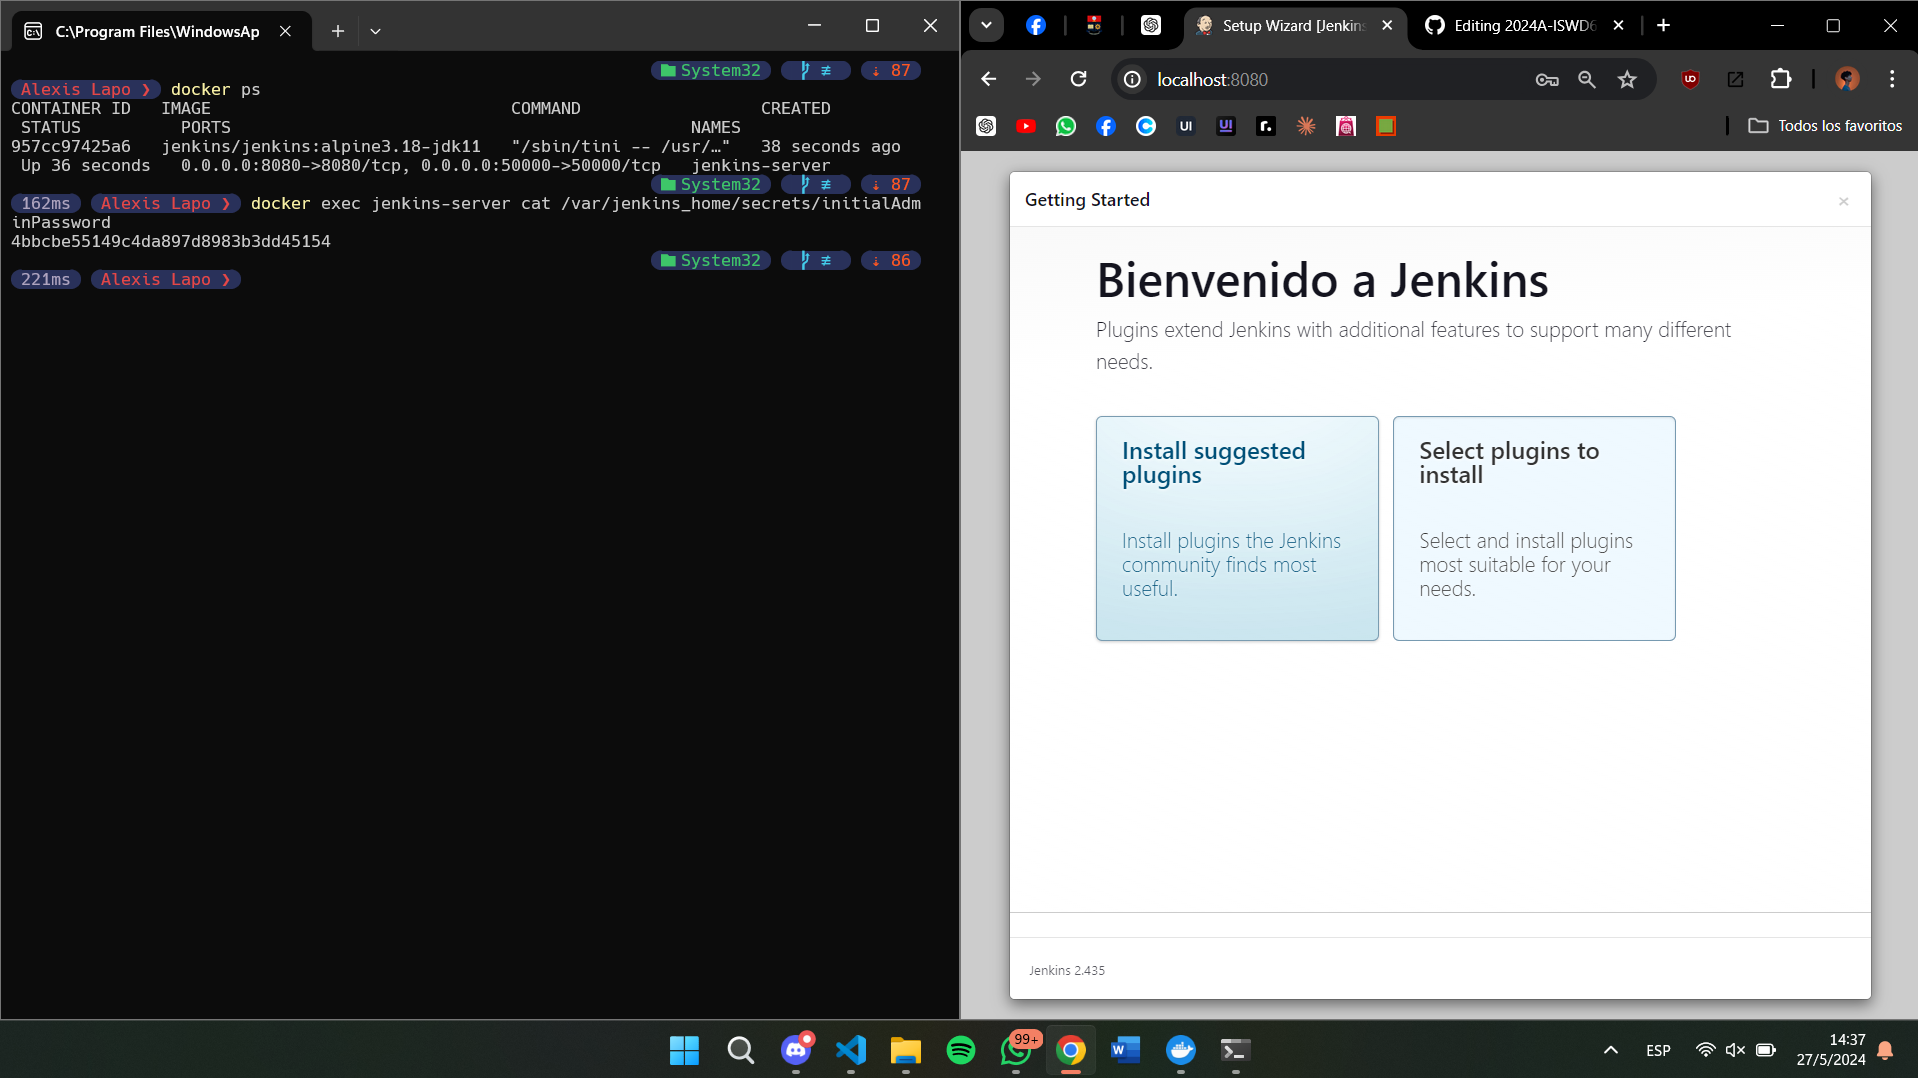 C:\Program Files\WindowsAp
System32 ≢ 87
Alexis Lapo ❯ docker ps
CONTAINER ID   IMAGE                              COMMAND                  CREATED
 STATUS          PORTS                                              NAMES
957cc97425a6   jenkins/jenkins:alpine3.18-jdk11   "/sbin/tini -- /usr/…"   38 seconds ago
 Up 36 seconds   0.0.0.0:8080->8080/tcp, 0.0.0.0:50000->50000/tcp   jenkins-server
System32 ≢ 87
162ms Alexis Lapo ❯ docker exec jenkins-server cat /var/jenkins_home/secrets/initialAdm
inPassword
4bbcbe55149c4da897d8983b3dd45154
System32 ≢ 86
221ms Alexis Lapo ❯
Setup Wizard [Jenkins
Editing 2024A-ISWD6
localhost:8080
Todos los favoritos
Getting Started
Bienvenido a Jenkins
Plugins extend Jenkins with additional features to support many different
needs.
Install suggested
plugins
Install plugins the Jenkins
community finds most
useful.
Select plugins to
install
Select and install plugins
most suitable for your
needs.
Jenkins 2.435
99+
ESP
14:37
27/5/2024